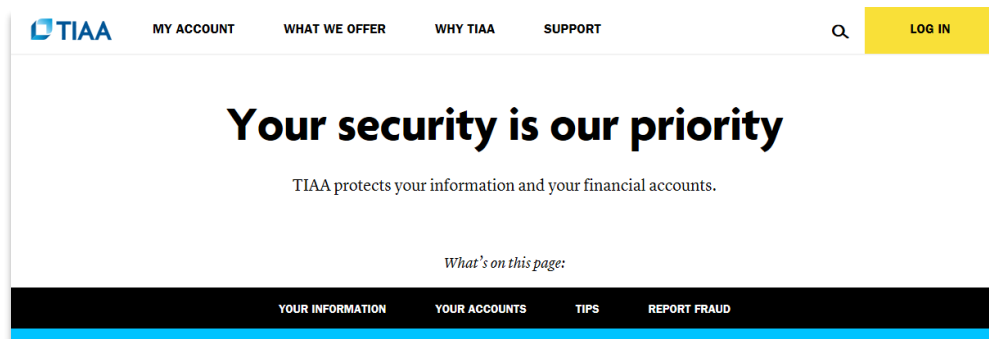 TIAA MY ACCOUNT WHAT WE OFFER WHY TIAA SUPPORT LOG IN
Your security is our priority
TIAA protects your information and your financial accounts.
What's on this page:
YOUR INFORMATION YOUR ACCOUNTS TIPS REPORT FRAUD